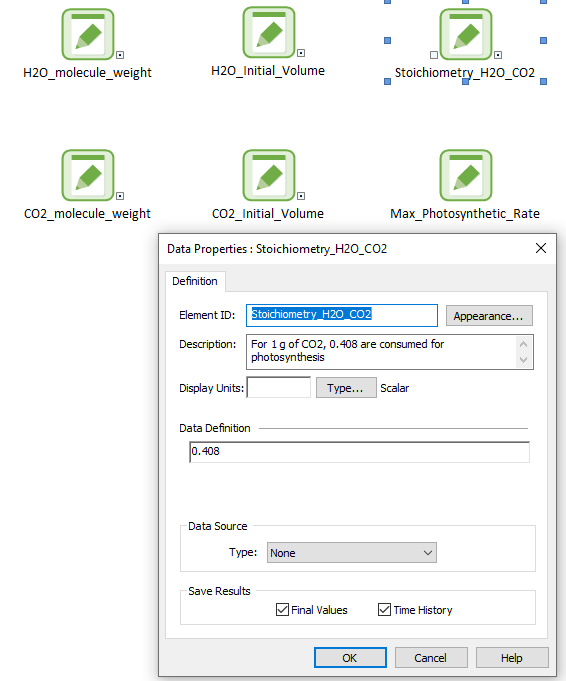 H2O_molecule_weight
H2O_Initial_Volume
Stoichiometry_H2O_CO2
CO2_molecule_weight
CO2_Initial_Volume
Max_Photosynthetic_Rate
Data Properties : Stoichiometry_H2O_CO2
Definition
Element ID: Stoichiometry_H2O_CO2 Appearance...
Description: For 1 g of CO2, 0.408 are consumed for
photosynthesis
Display Units: Type... Scalar
Data Definition
0.408
Data Source
Type: None
Save Results
Final Values Time History
OK Cancel Help